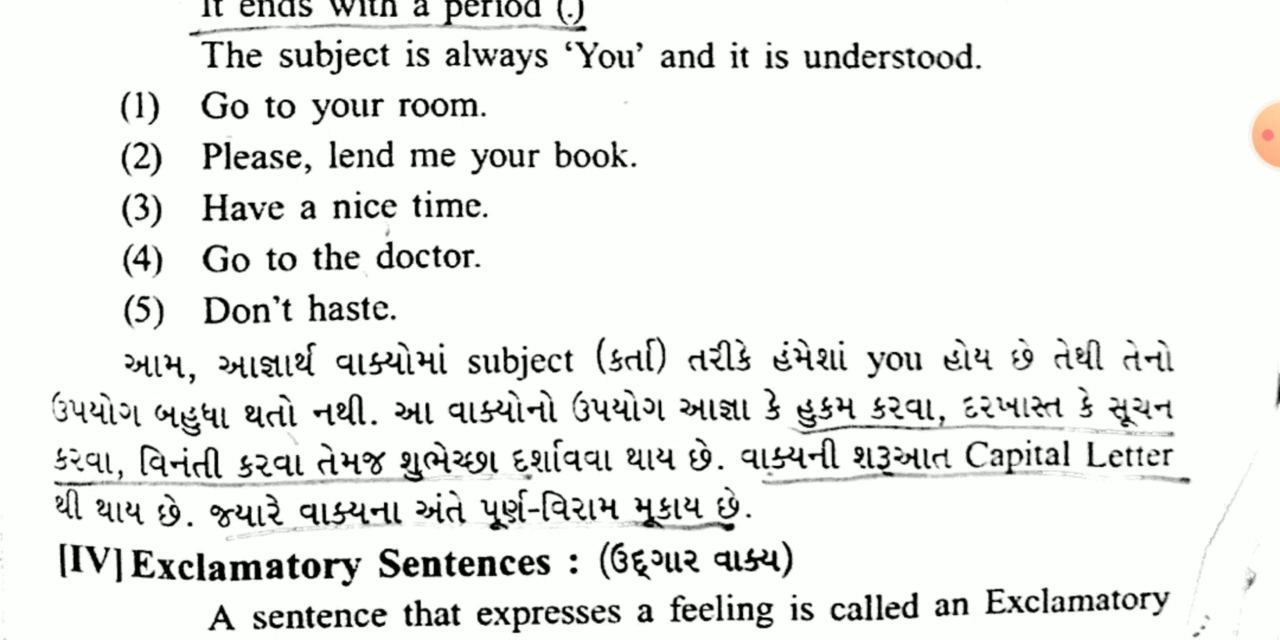 It ends with a period (.)
The subject is always ‘You’ and it is understood.
(1) Go to your room.
(2) Please, lend me your book.
(3) Have a nice time.
(4) Go to the doctor.
(5) Don’t haste.
આમ, આજ્ઞાર્થ વાક્યોમાં subject (કર્તા) તરીકે હંમેશાં you હોય છે તેથી તેનો
ઉપયોગ બહુધા થતો નથી. આ વાક્યોનો ઉપયોગ આજ્ઞા કે હુકમ કરવા, દરખાસ્ત કે સૂચન
કરવા, વિનંતી કરવા તેમજ શુભેચ્છા દર્શાવવા થાય છે. વાક્યની શરૂઆત Capital Letter
થી થાય છે. જ્યારે વાક્યના અંતે પૂર્ણ-વિરામ મૂકાય છે.
[IV] Exclamatory Sentences : (ઉદ્દગાર વાક્ય)
A sentence that expresses a feeling is called an Exclamatory